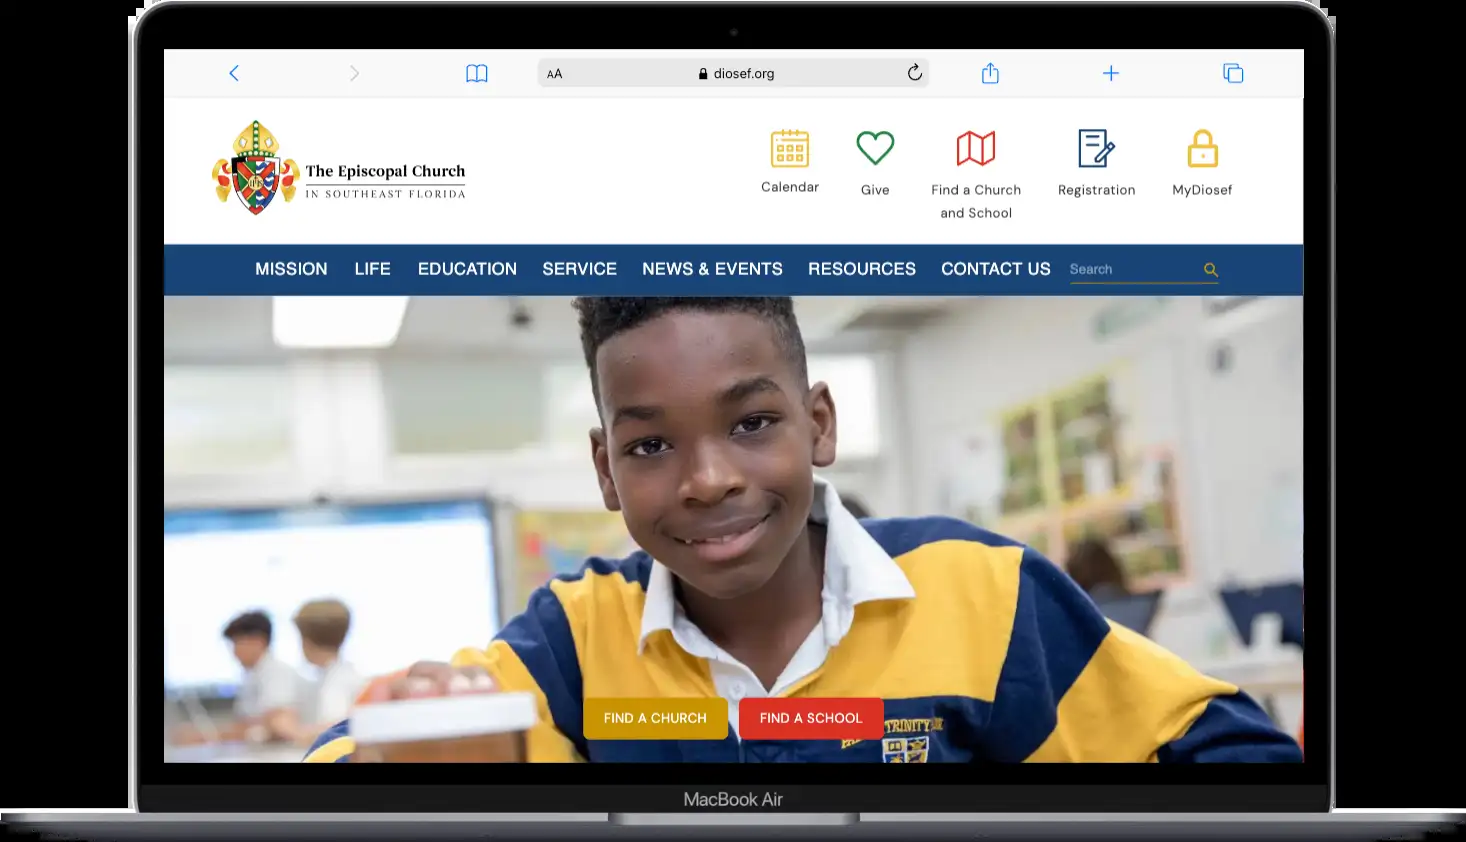 AA
diosef.org
The Episcopal Church
IN SOUTHEAST FLORIDA
Calendar
Give
Find a Church
and School
Registration
MyDiosef
MISSION LIFE EDUCATION SERVICE NEWS & EVENTS RESOURCES CONTACT US Search
FIND A CHURCH
FIND A SCHOOL
TRINITY
MacBook Air